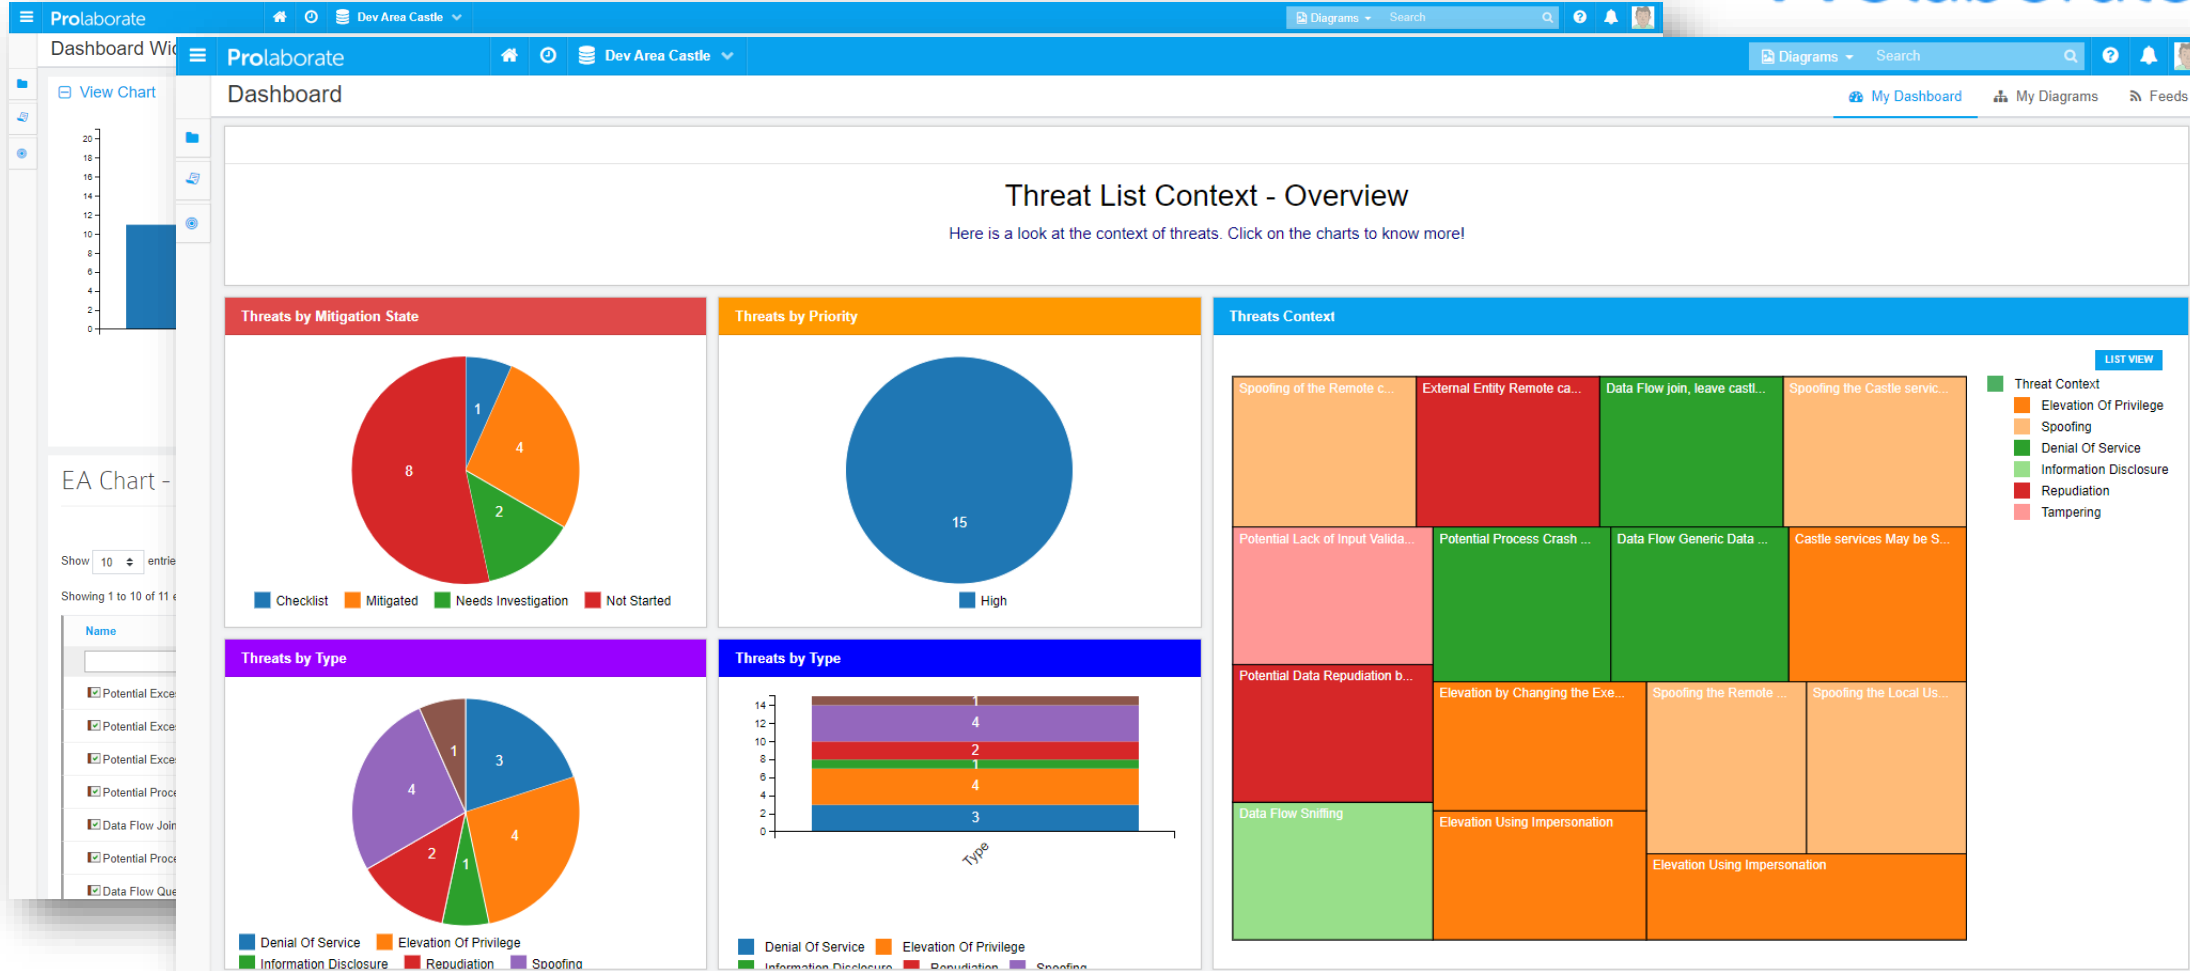 Prolaborate
Dev Area Castle
Diagrams
Search
Dashboard
View Chart
20
18
16
14
12
10
8
6
4
2
0
EA Chart -
Show 10
Showing 1 to 10 of 11
Name
Potential
Potential
Potential
Potential
Data Flow
Potential
Data Flow
Prolaborate
Dev Area Castle
Diagrams
Search
Dashboard
My Dashboard
My Diagrams
Feeds
Threat List Context - Overview
Here is a look at the context of threats. Click on the charts to know more!
Threats by Mitigation State
1
4
8
2
Checklist Mitigated Needs Investigation Not Started
Threats by Priority
15
High
Threats Context
LIST VIEW
Spoofing of the Remote c...
External Entity Remote ca...
Data Flow join, leave castl...
Spoofing the Castle servic...
Potential Lack of Input Valida...
Potential Process Crash ...
Data Flow Generic Data ...
Castle services May be S...
Potential Data Repudiation b...
Elevation by Changing the Exe...
Spoofing the Remote ...
Spoofing the Local Us...
Data Flow Sniffing
Elevation Using Impersonation
Elevation Using Impersonation
Threat Context
Elevation Of Privilege
Spoofing
Denial Of Service
Information Disclosure
Repudiation
Tampering
Threats by Type
1
3
4
4
2
1
Denial Of Service Elevation Of Privilege
Information Disclosure Repudiation Spoofing
Threats by Type
14
12
10
8
6
4
2
0
1
4
2
1
4
3
Type
Denial Of Service Elevation Of Privilege
Information Disclosure Repudiation Spoofing